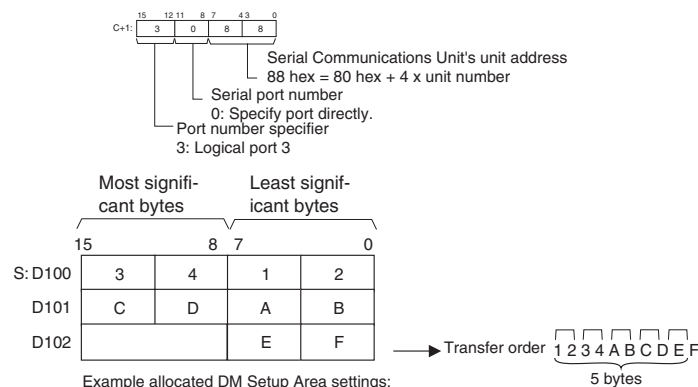 15 12 11 8 7 4 3 0
C+1: 3 0 8 8
Serial Communications Unit's unit address
88 hex = 80 hex + 4 x unit number
Serial port number
0: Specify port directly.
Port number specifier
3: Logical port 3
Most signifi-
cant bytes
Least signif-
icant bytes
15 8 7 0
S: D100 3 4 1 2
D101 C D A B
D102 E F
Transfer order 1 2 3 4 A B C D E F
5 bytes
Example allocated DM Setup Area settings: